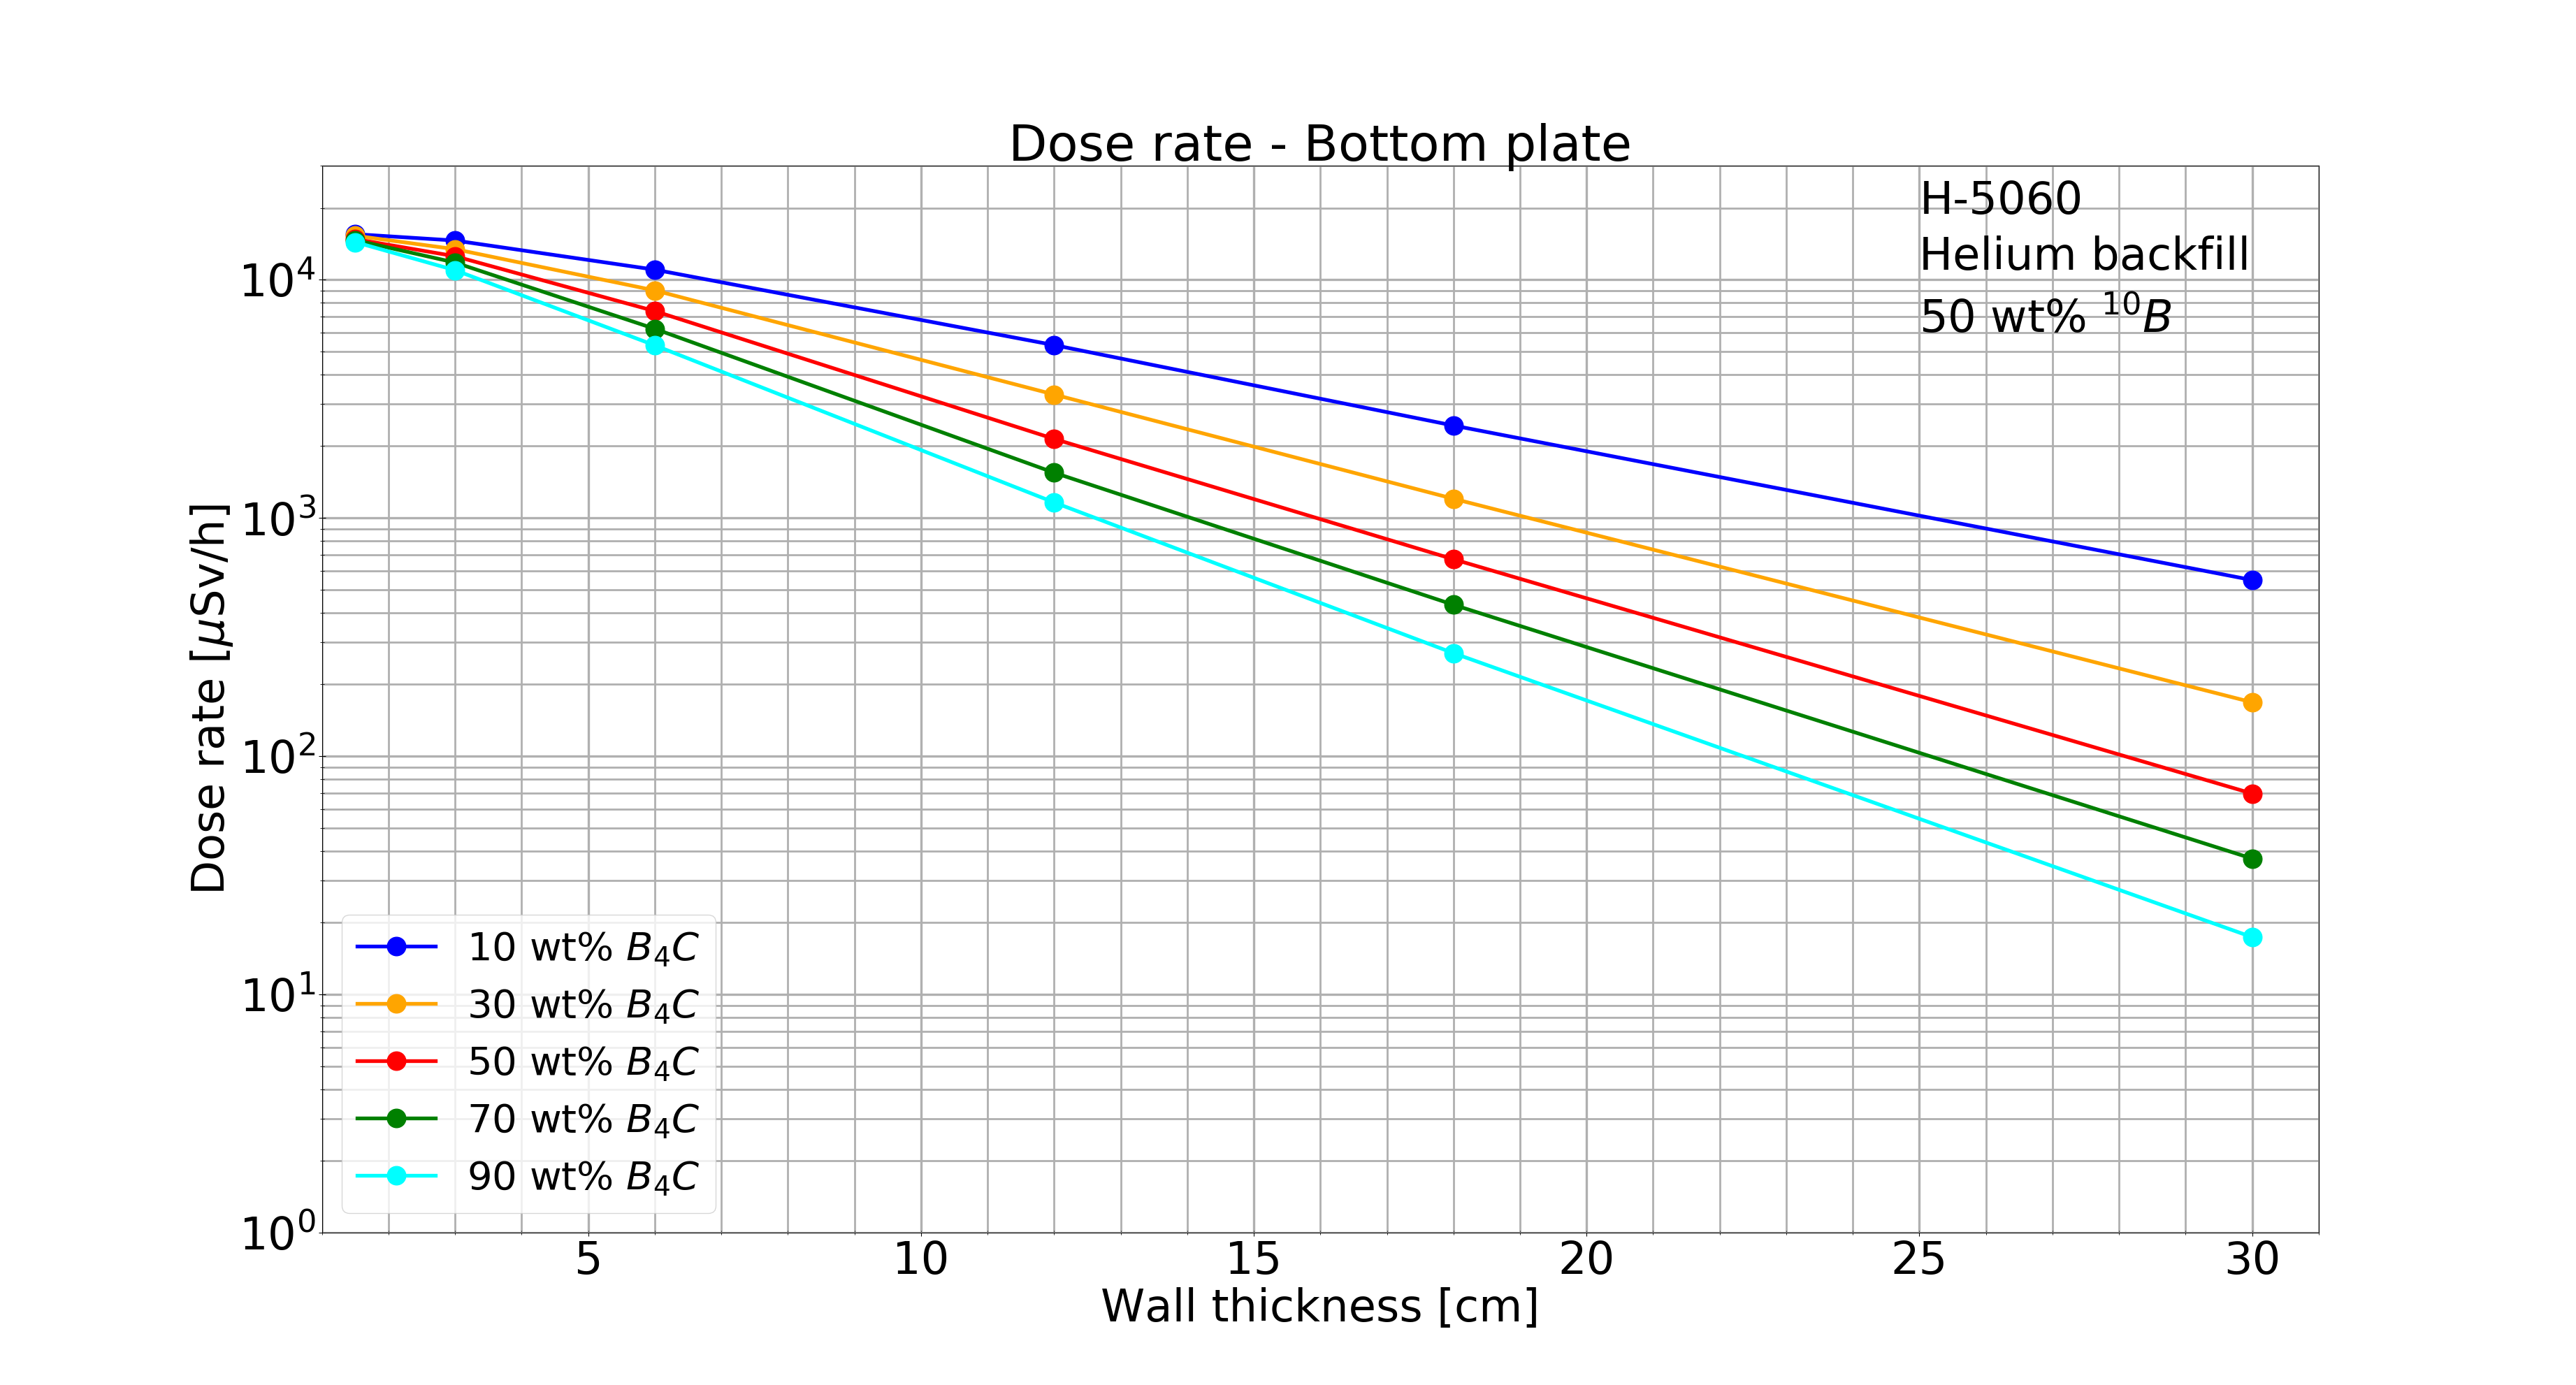 Dose rate - Bottom plate
H-5060
Helium backfill
50 wt% ¹⁰B
Dose rate [μSv/h]
10⁴
10³
10²
10¹
10⁰
10 wt% B₄C
30 wt% B₄C
50 wt% B₄C
70 wt% B₄C
90 wt% B₄C
5 10 15 20 25 30
Wall thickness [cm]